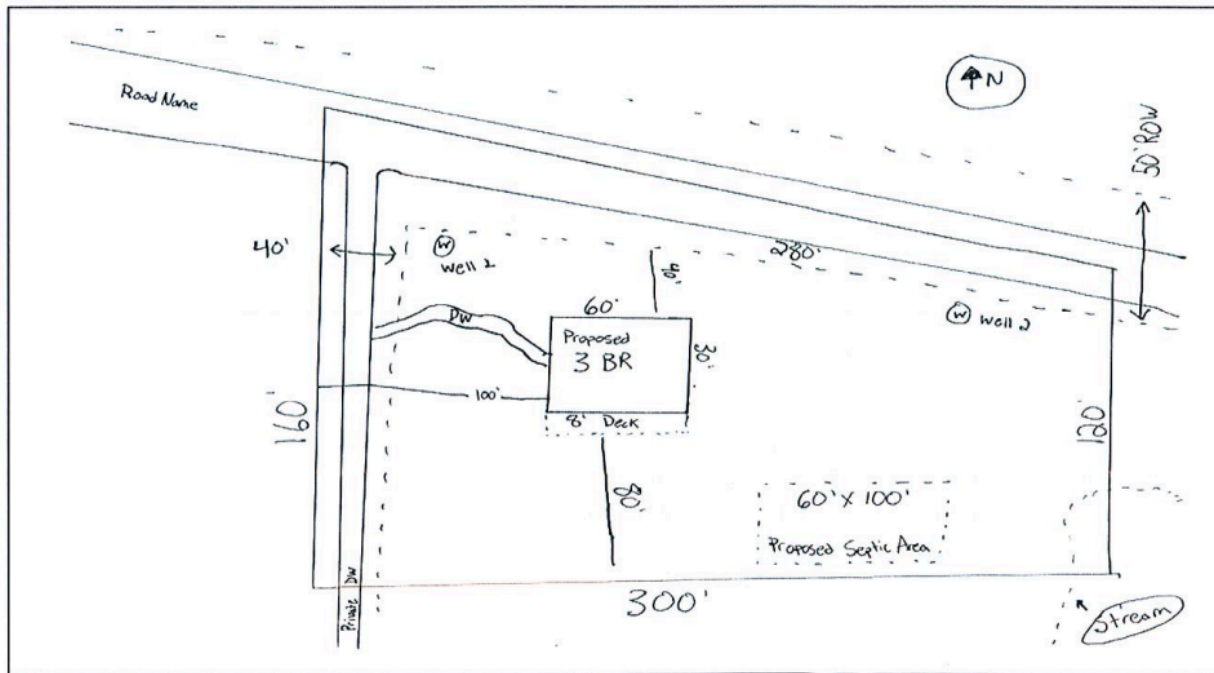 N
Road Name
50' ROW
40'
W
Well 2
280'
40'
W
Well 2
60'
DW
Proposed
3 BR
30'
100'
8' Deck
160'
120'
80'
60' X 100'
Proposed Septic Area
300'
Private DW
Stream